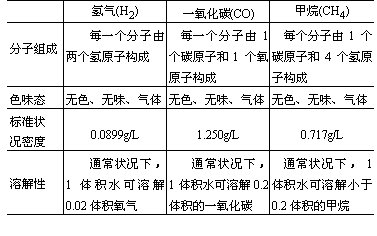 氢气(H2) 一氧化碳(CO) 甲烷(CH4)
分子组成
每一个分子由
两个氢原子构成
每一个分子由 1
个碳原子和 1 个氧
原子构成
每个分子由 1 个
碳原子和 4 个氢原
子构成
色味态 无色、无味、气体 无色、无味、气体 无色、无味、气体
标准状
况密度
0.0899g/L 1.250g/L 0.717g/L
溶解性
通常状况下，
1 体积水可溶解
0.02 体积氧气
通常状况下，
1 体积水可溶解 0.2
体积的一氧化碳
通常状况下， 1
体积水可溶解小于
0.2 体积的甲烷